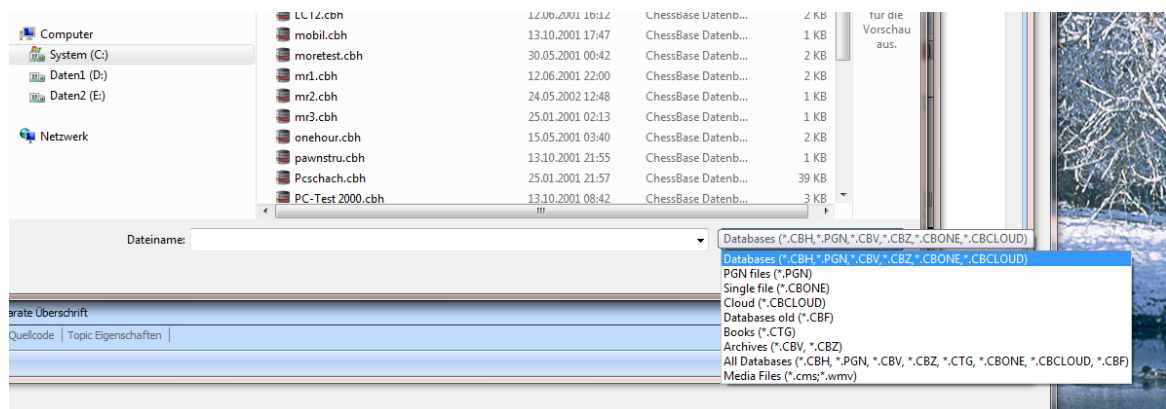 LCT2.cbh 12.06.2001 16:12 ChessBase Datenb... 2 KB für die
Computer mobil.cbh 13.10.2001 17:47 ChessBase Datenb... 1 KB Vorschau
System (C:) moretest.cbh 30.05.2001 00:42 ChessBase Datenb... 2 KB aus.
Daten1 (D:) mr1.cbh 12.06.2001 22:00 ChessBase Datenb... 2 KB
Daten2 (E:) mr2.cbh 24.05.2002 12:48 ChessBase Datenb... 1 KB
mr3.cbh 25.01.2001 02:13 ChessBase Datenb... 1 KB
Netzwerk onehour.cbh 15.05.2001 03:40 ChessBase Datenb... 2 KB
pawnstru.cbh 13.10.2001 21:55 ChessBase Datenb... 1 KB
Pcschach.cbh 25.01.2001 21:57 ChessBase Datenb... 39 KB
PC-Test 2000.cbh 13.10.2001 08:42 ChessBase Datenb... 3 KB
Dateiname: Databases (*.CBH,*.PGN,*.CBV,*.CBZ,*.CBONE,*.CBCLOUD)
Databases (*.CBH,*.PGN,*.CBV,*.CBZ,*.CBONE,*.CBCLOUD)
PGN files (*.PGN)
Single file (*.CBONE)
Cloud (*.CBCLOUD)
arate Überschrift Databases old (*.CBF)
Quellcode Topic Eigenschaften Books (*.CTG)
Archives (*.CBV, *.CBZ)
All Databases (*.CBH, *.PGN, *.CBV, *.CBZ, *.CTG, *.CBONE, *.CBCLOUD, *.CBF)
Media Files (*.cms;*.wmv)